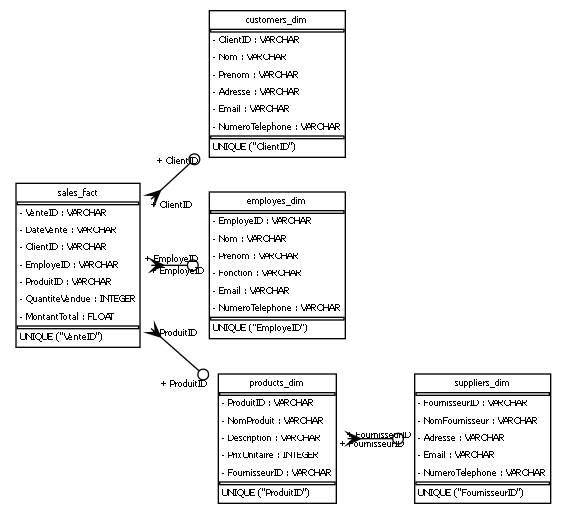 customers_dim
- ClientID : VARCHAR
- Nom : VARCHAR
- Prenom : VARCHAR
- Adresse : VARCHAR
- Email : VARCHAR
- NumeroTelephone : VARCHAR
UNIQUE ("ClientID")
+ ClientID
+ ClientID
sales_fact
- VenteID : VARCHAR
- DateVente : VARCHAR
- ClientID : VARCHAR
- EmployeID : VARCHAR
- ProduitID : VARCHAR
- QuantiteVendue : INTEGER
- MontantTotal : FLOAT
UNIQUE ("VenteID")
employes_dim
- EmployeID : VARCHAR
- Nom : VARCHAR
- Prenom : VARCHAR
- Fonction : VARCHAR
- Email : VARCHAR
- NumeroTelephone : VARCHAR
UNIQUE ("EmployeID")
+ EmployeID
+ EmployeID
ProduitID
+ ProduitID
products_dim
- ProduitID : VARCHAR
- NomProduit : VARCHAR
- Description : VARCHAR
- PrixUnitaire : INTEGER
- FournisseurID : VARCHAR
UNIQUE ("ProduitID")
+ FournisseurID
+ FournisseurID
suppliers_dim
- FournisseurID : VARCHAR
- NomFournisseur : VARCHAR
- Adresse : VARCHAR
- Email : VARCHAR
- NumeroTelephone : VARCHAR
UNIQUE ("FournisseurID")